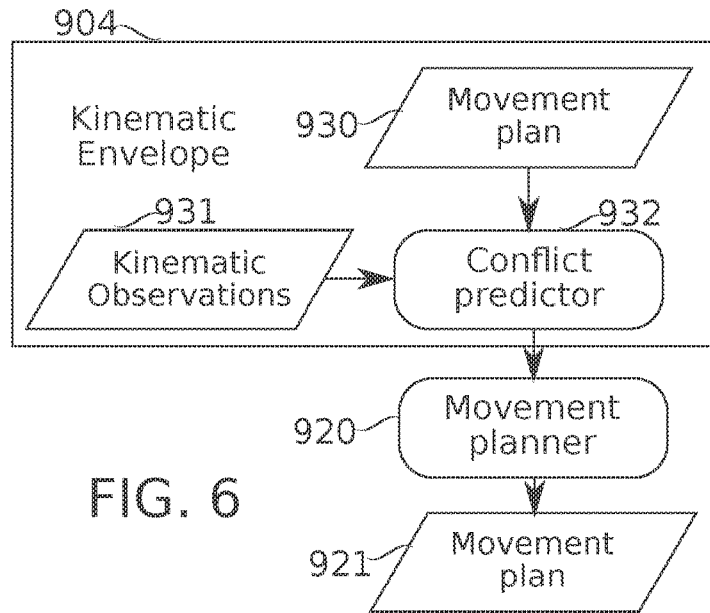 904
Kinematic
Envelope
930
Movement
plan
931
Kinematic
Observations
932
Conflict
predictor
920
Movement
planner
FIG. 6
921
Movement
plan